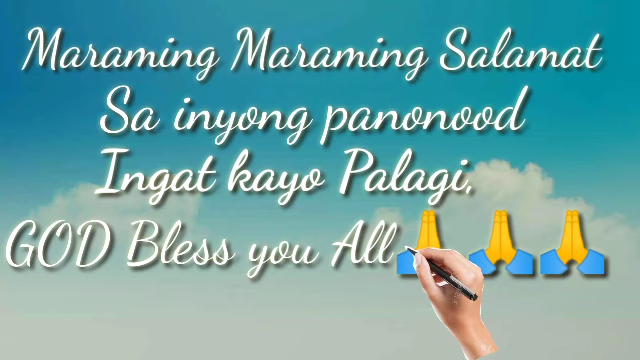 Maraming Maraming Salamat
Sa inyong panonood
Ingat kayo Palagi,
GOD Bless you All🙏🙏🙏